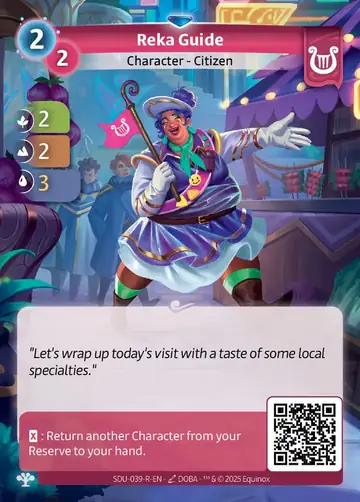 2
2
Reka Guide
Character - Citizen
2
2
3
"Let's wrap up today's visit with a taste of some local
specialties."
X : Return another Character from your
Reserve to your hand.
SDU-039-R-EN - DOBA - ™ & © 2025 Equinox